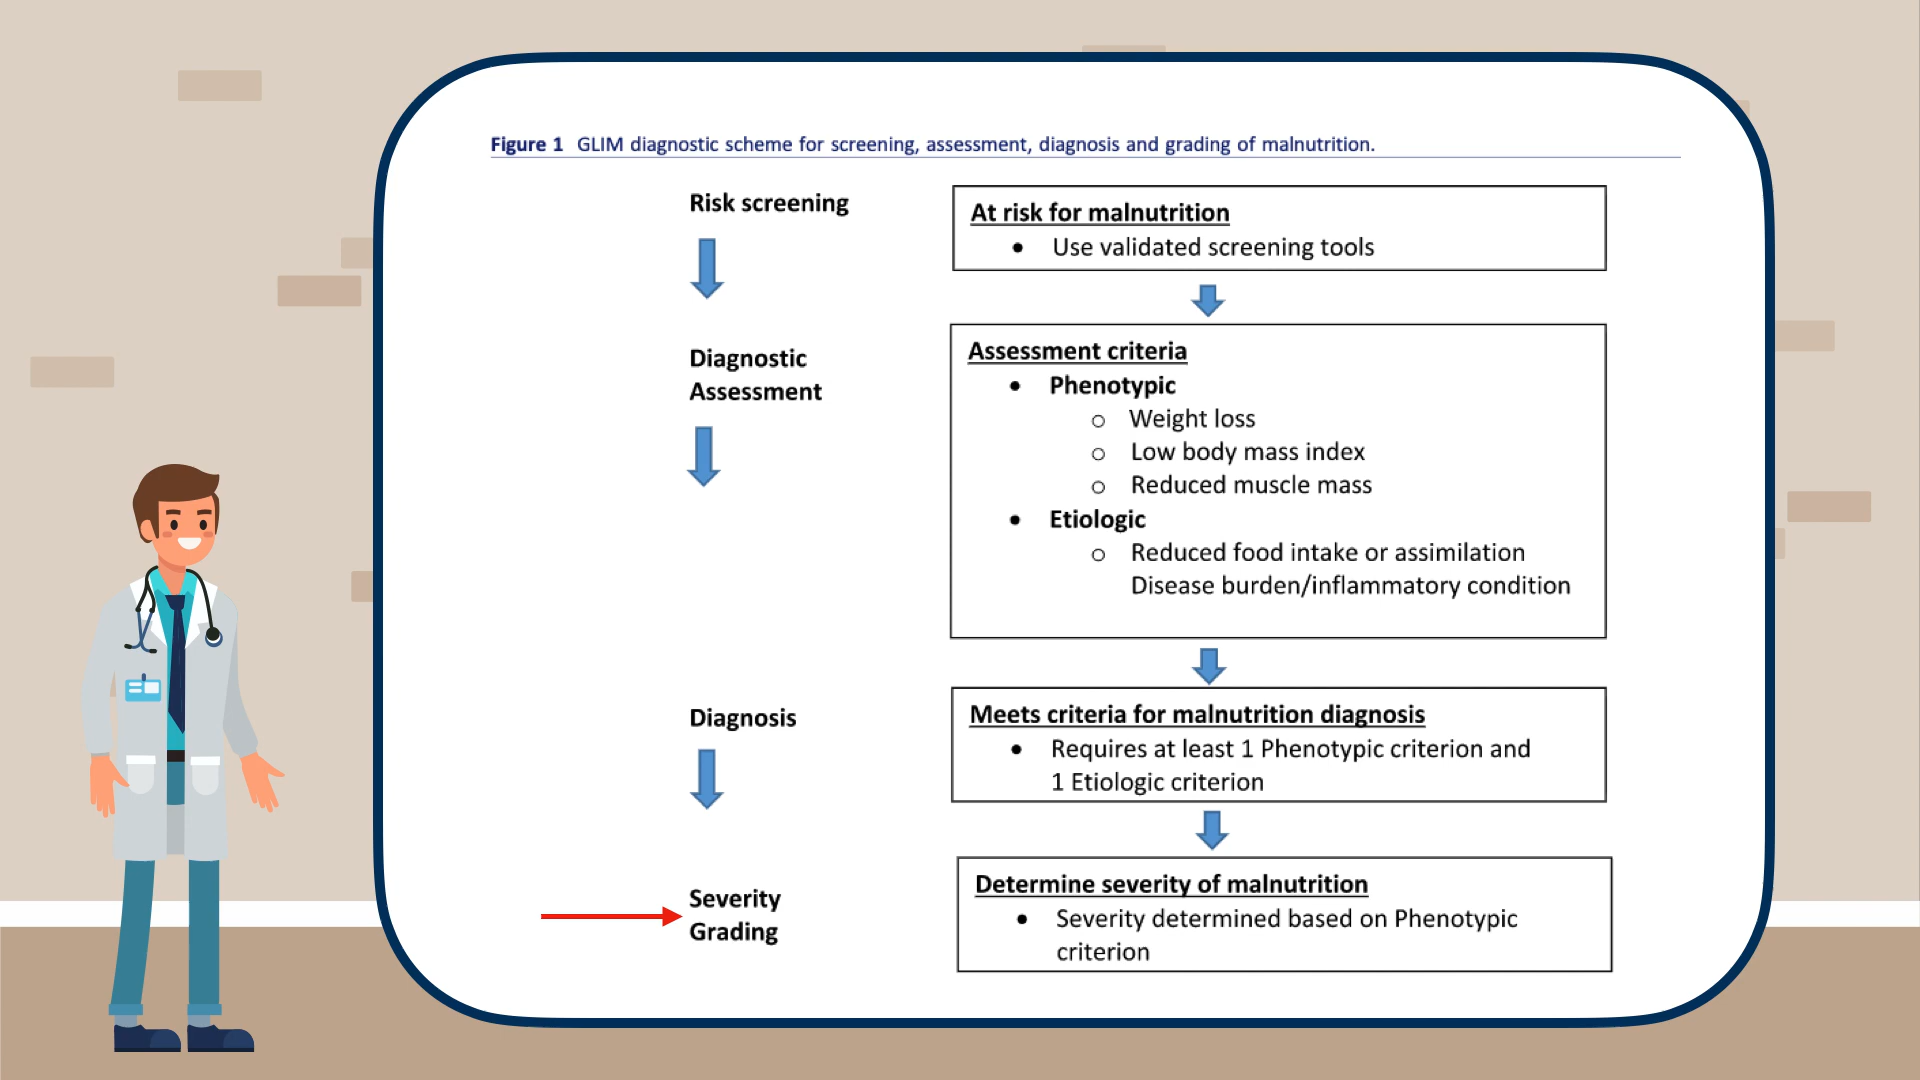 Figure 1 GLIM diagnostic scheme for screening, assessment, diagnosis and grading of malnutrition.
Risk screening
At risk for malnutrition
• Use validated screening tools
Diagnostic
Assessment
Assessment criteria
• Phenotypic
o Weight loss
o Low body mass index
o Reduced muscle mass
• Etiologic
o Reduced food intake or assimilation
Disease burden/inflammatory condition
Diagnosis
Meets criteria for malnutrition diagnosis
• Requires at least 1 Phenotypic criterion and
1 Etiologic criterion
Severity
Grading
Determine severity of malnutrition
• Severity determined based on Phenotypic
criterion